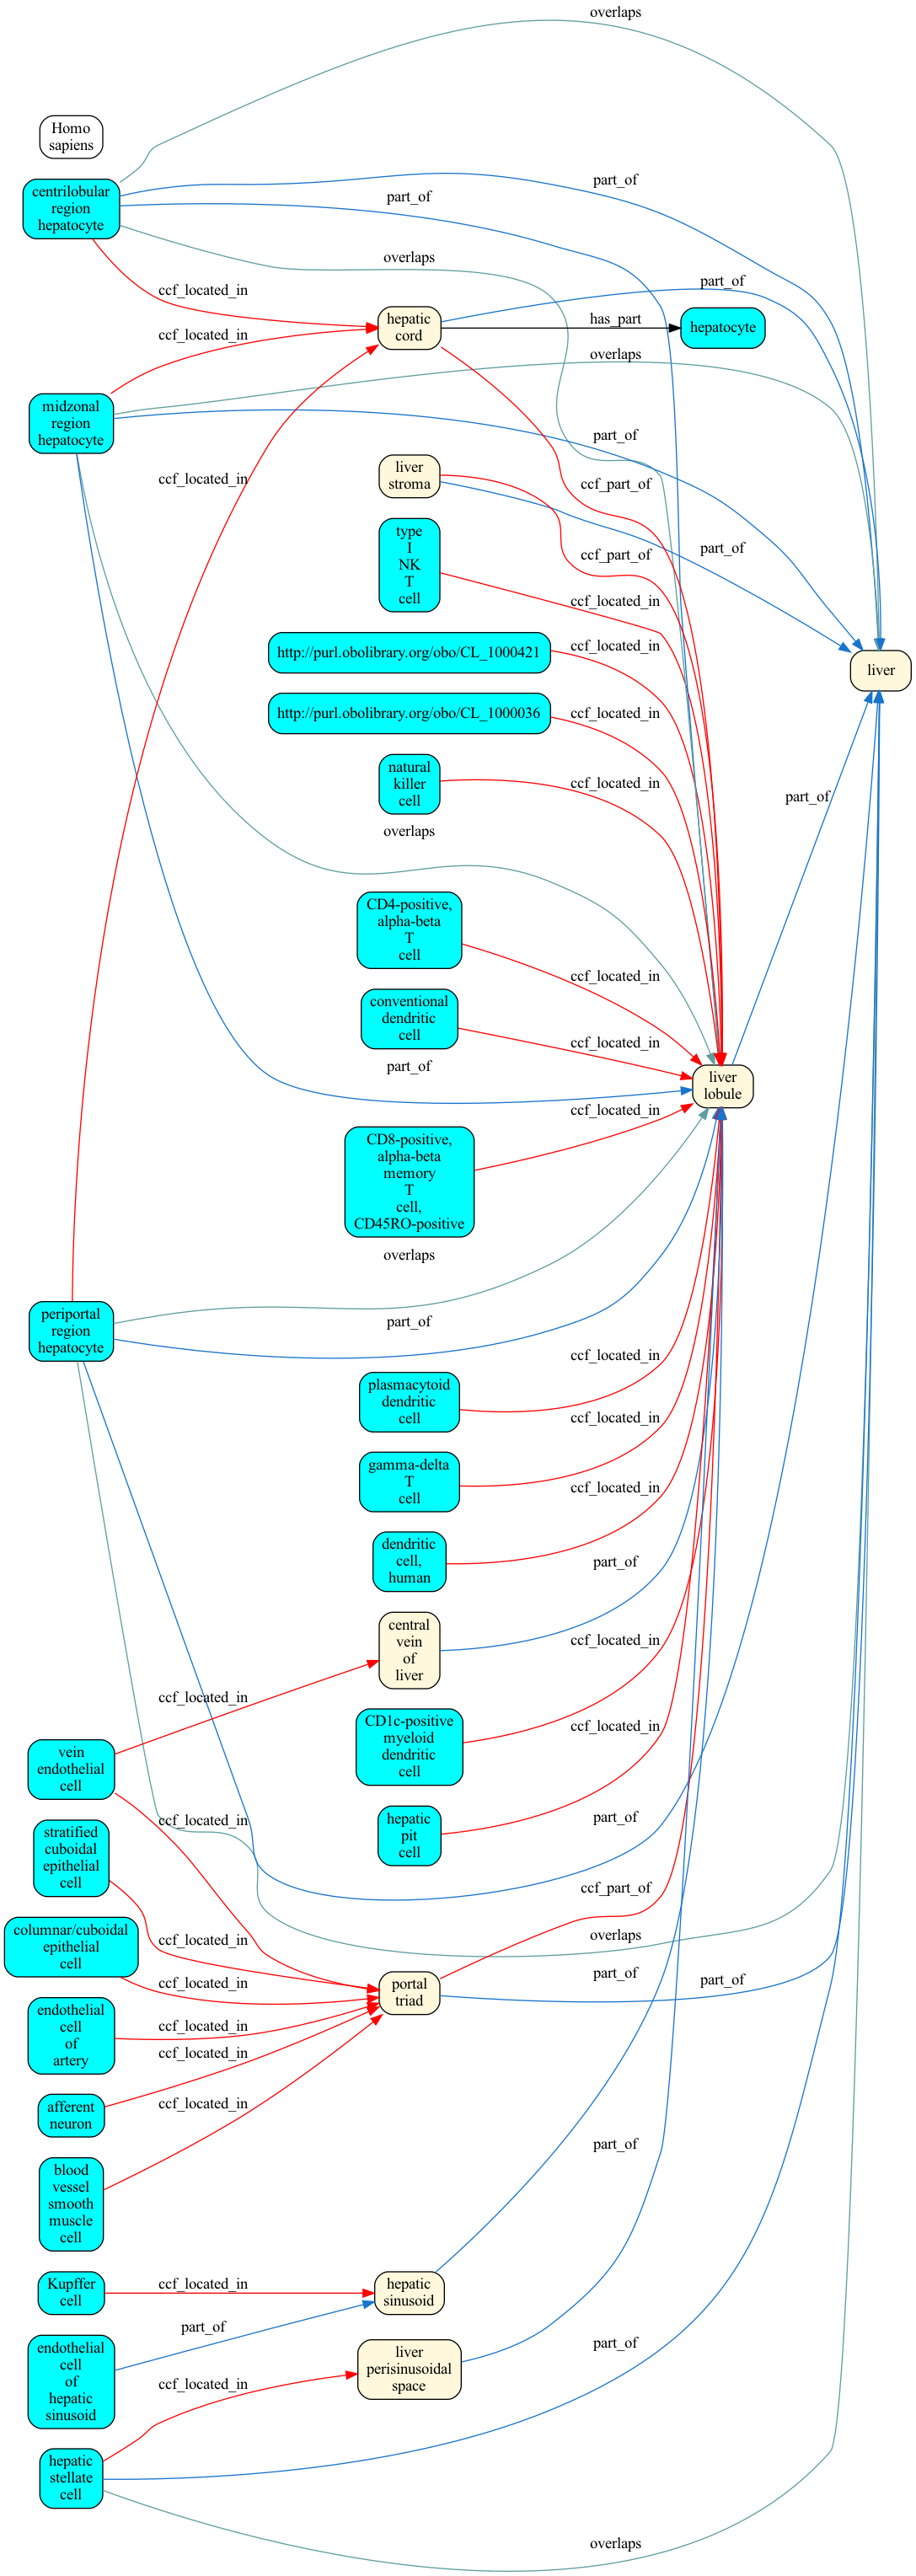 overlaps
Homo
sapiens
centrilobular
region
hepatocyte
part_of
part_of
overlaps
ccf_located_in
part_of
hepatic
cord
has_part
hepatocyte
ccf_located_in
overlaps
midzonal
region
hepatocyte
part_of
ccf_located_in
liver
stroma
ccf_part_of
ccf_part_of
part_of
type
I
NK
T
cell
ccf_located_in
http://purl.obolibrary.org/obo/CL_1000421
ccf_located_in
liver
http://purl.obolibrary.org/obo/CL_1000036
ccf_located_in
natural
killer
cell
ccf_located_in
part_of
overlaps
CD4-positive,
alpha-beta
T
cell
ccf_located_in
conventional
dendritic
cell
ccf_located_in
part_of
liver
lobule
ccf_located_in
CD8-positive,
alpha-beta
memory
T
cell,
CD45RO-positive
overlaps
periportal
region
hepatocyte
part_of
ccf_located_in
plasmacytoid
dendritic
cell
ccf_located_in
gamma-delta
T
cell
ccf_located_in
dendritic
cell,
human
part_of
central
vein
of
liver
ccf_located_in
ccf_located_in
CD1c-positive
myeloid
dendritic
cell
ccf_located_in
vein
endothelial
cell
ccf_located_in
hepatic
pit
cell
part_of
stratified
cuboidal
epithelial
cell
ccf_part_of
columnar/cuboidal
epithelial
cell
ccf_located_in
overlaps
ccf_located_in
portal
triad
part_of
part_of
endothelial
cell
of
artery
ccf_located_in
ccf_located_in
afferent
neuron
ccf_located_in
part_of
blood
vessel
smooth
muscle
cell
Kupffer
cell
ccf_located_in
hepatic
sinusoid
part_of
endothelial
cell
of
hepatic
sinusoid
liver
perisinusoidal
space
part_of
ccf_located_in
hepatic
stellate
cell
overlaps